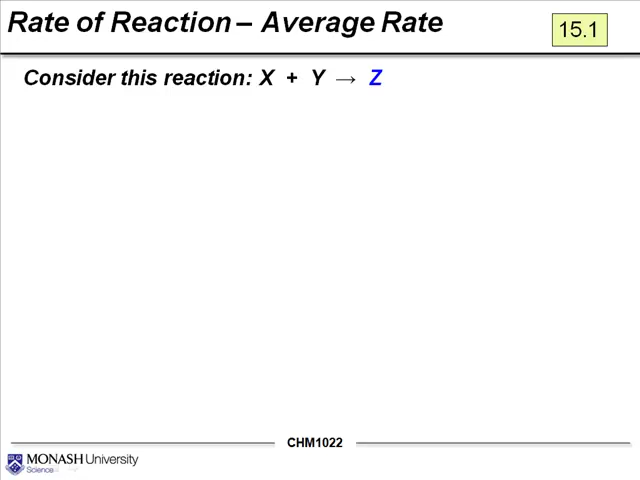 Rate of Reaction – Average Rate
15.1
Consider this reaction: X + Y → Z
CHM1022
MONASH University
Science